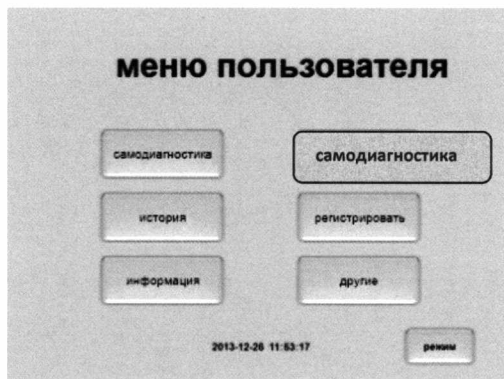 меню пользователя
самодиагностика самодиагностика
история регистрировать
информация другие
2013-12-26 11:53:17 режим